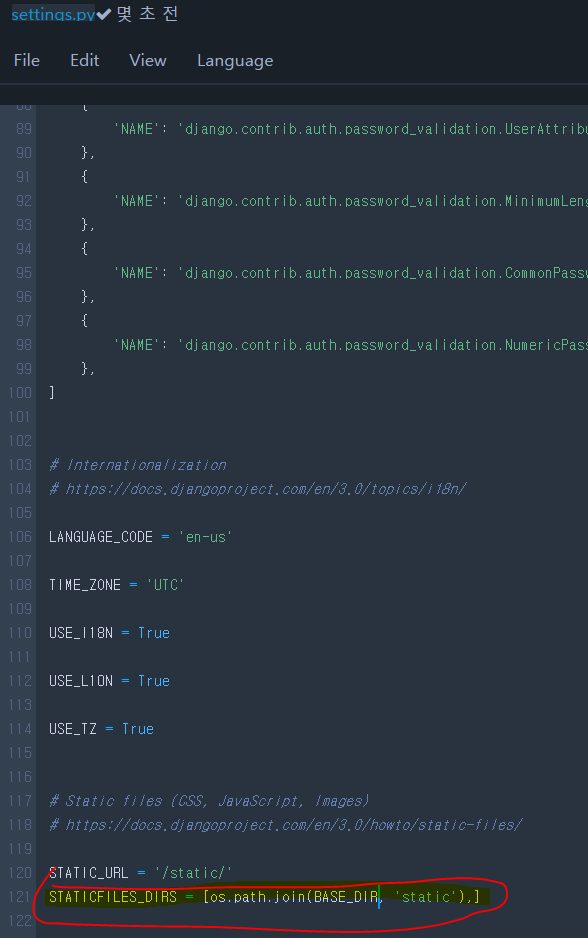 settings.py✔ 몇 초 전
File Edit View Language
88 {
89 'NAME': 'django.contrib.auth.password_validation.UserAttribu
90 },
91 {
92 'NAME': 'django.contrib.auth.password_validation.MinimumLeng
93 },
94 {
95 'NAME': 'django.contrib.auth.password_validation.CommonPassw
96 },
97 {
98 'NAME': 'django.contrib.auth.password_validation.NumericPass
99 },
100 ]
101
102
103 # Internationalization
104 # https://docs.djangoproject.com/en/3.0/topics/i18n/
105
106 LANGUAGE_CODE = 'en-us'
107
108 TIME_ZONE = 'UTC'
109
110 USE_I18N = True
111
112 USE_L10N = True
113
114 USE_TZ = True
115
116
117 # Static files (CSS, JavaScript, Images)
118 # https://docs.djangoproject.com/en/3.0/howto/static-files/
119
120 STATIC_URL = '/static/'
121 STATICFILES_DIRS = [os.path.join(BASE_DIR, 'static'),]
122